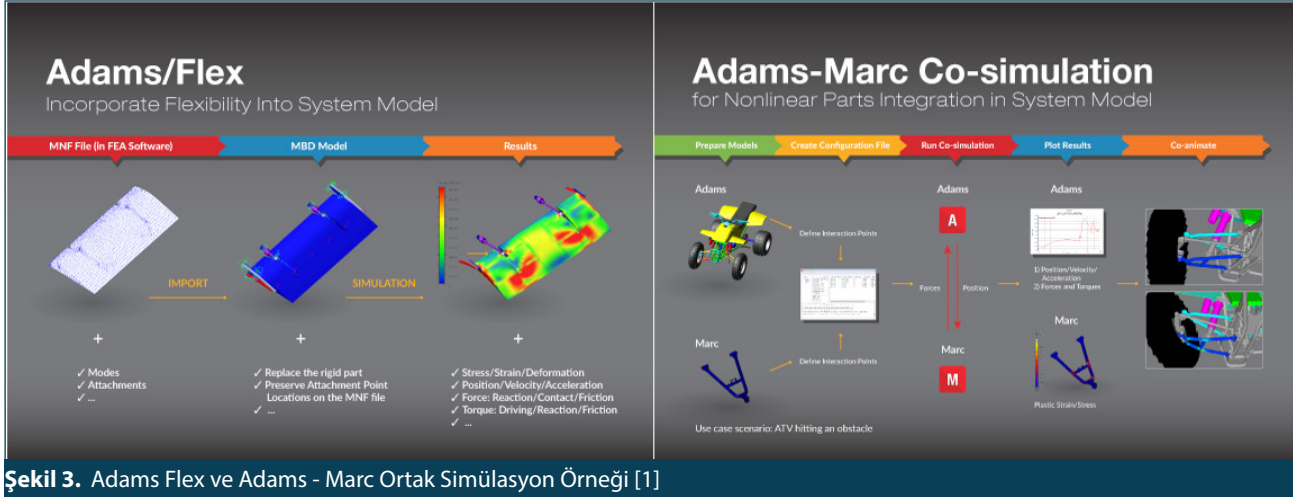 Adams/Flex
Incorporate Flexibility Into System Model
MNF File (in FEA Software)
MBD Model
Results
IMPORT
SIMULATION
+
+
+
✓ Modes
✓ Attachments
✓ ...
✓ Replace the rigid part
✓ Preserve Attachment Point
Locations on the MNF file
✓ ...
✓ Stress/Strain/Deformation
✓ Position/Velocity/Acceleration
✓ Force: Reaction/Contact/Friction
✓ Torque: Driving/Reaction/Friction
✓ ...
Adams-Marc Co-simulation
for Nonlinear Parts Integration in System Model
Prepare Models
Create Configuration File
Run Co-simulation
Plot Results
Co-animate
Adams
Define Interaction Points
Marc
Define Interaction Points
Adams
A
Forces
Position
Marc
M
Adams
1) Position/Velocity/
Acceleration
2) Forces and Torques
Marc
Plastic Strain/Stress
Use case scenario: ATV hitting an obstacle
Şekil 3. Adams Flex ve Adams - Marc Ortak Simülasyon Örneği [1]